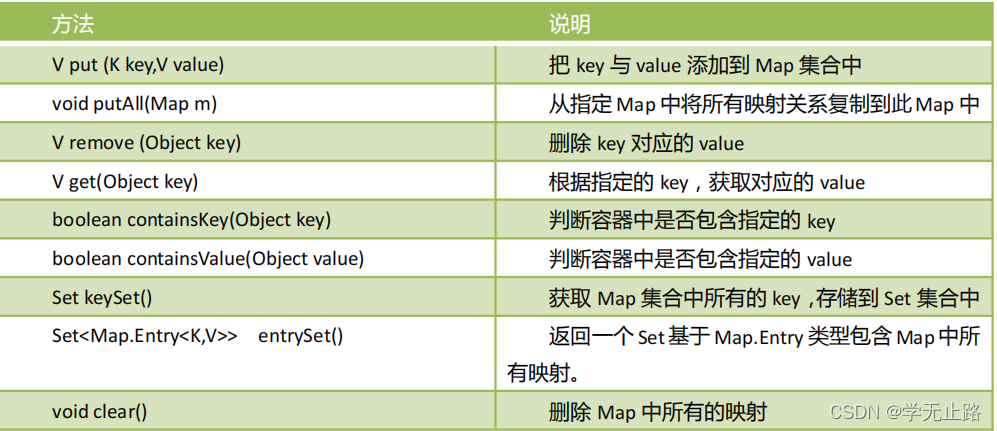 方法 说明
V put (K key,V value) 把 key 与 value 添加到 Map 集合中
void putAll(Map m) 从指定 Map 中将所有映射关系复制到此 Map 中
V remove (Object key) 删除 key 对应的 value
V get(Object key) 根据指定的 key，获取对应的 value
boolean containsKey(Object key) 判断容器中是否包含指定的 key
boolean containsValue(Object value) 判断容器中是否包含指定的 value
Set keySet() 获取 Map 集合中所有的 key ,存储到 Set 集合中
Set<Map.Entry<K,V>> entrySet() 返回一个 Set 基于 Map.Entry 类型包含 Map 中所
有映射。
void clear() 删除 Map 中所有的映射
CSDN @学无止路